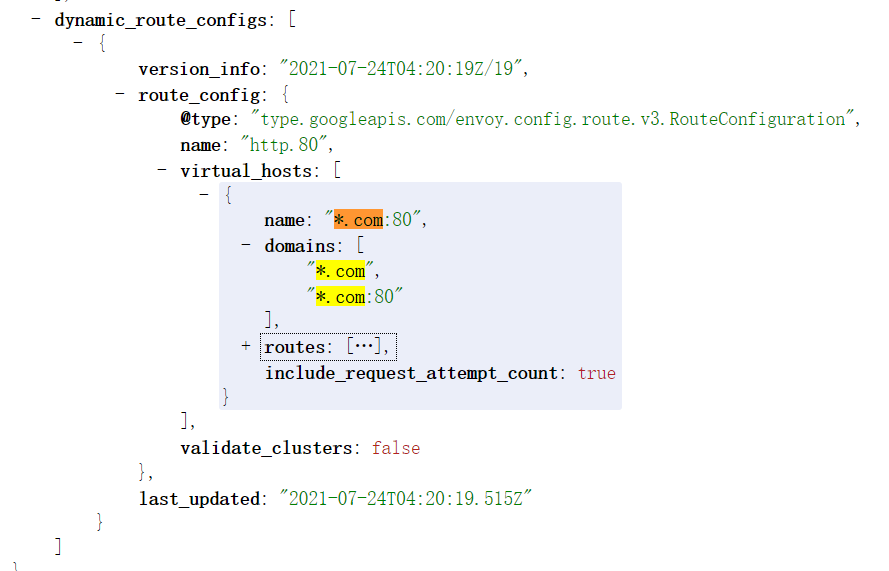 - dynamic_route_configs: [
- {
version_info: "2021-07-24T04:20:19Z/19",
- route_config: {
@type: "type.googleapis.com/envoy.config.route.v3.RouteConfiguration",
name: "http.80",
- virtual_hosts: [
- {
name: "*.com:80",
- domains: [
"*.com",
"*.com:80"
],
+ routes: […],
include_request_attempt_count: true
}
],
validate_clusters: false
},
last_updated: "2021-07-24T04:20:19.515Z"
}
]